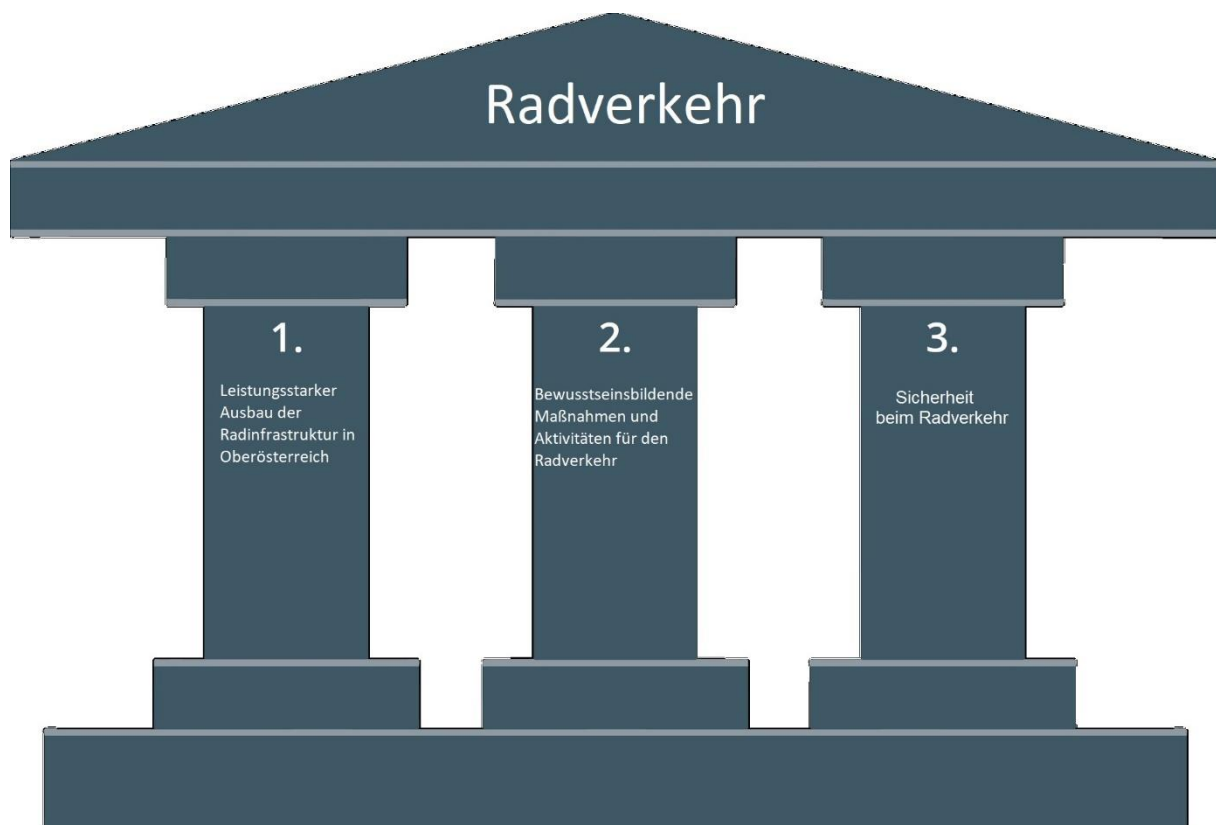 Radverkehr
1.
Leistungsstarker
Ausbau der
Radinfrastruktur in
Oberösterreich
2.
Bewusstseinsbildende
Maßnahmen und
Aktivitäten für den
Radverkehr
3.
Sicherheit
beim Radverkehr